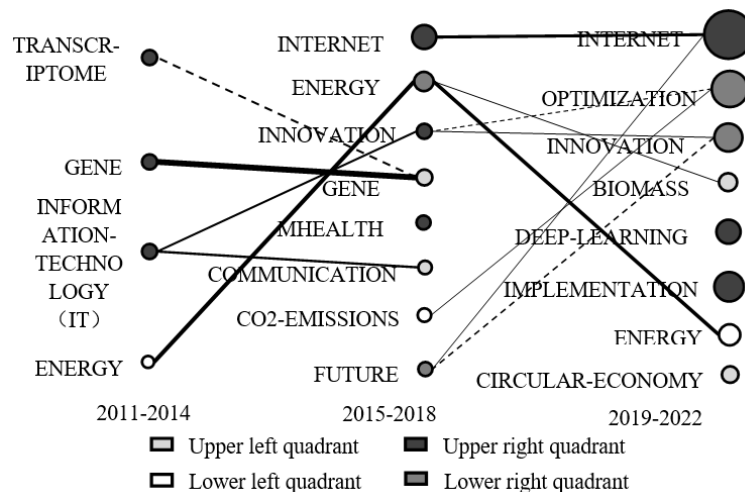 TRANSCR-
IPTOME
GENE
INFORM
ATION-
TECHNO
LOGY
（IT）
ENERGY
2011-2014
INTERNET
ENERGY
INNOVATION
GENE
MHEALTH
COMMUNICATION
CO2-EMISSIONS
FUTURE
2015-2018
INTERNET
OPTIMIZATION
INNOVATION
BIOMASS
DEEP-LEARNING
IMPLEMENTATION
ENERGY
CIRCULAR-ECONOMY
2019-2022
Upper left quadrant
Upper right quadrant
Lower left quadrant
Lower right quadrant